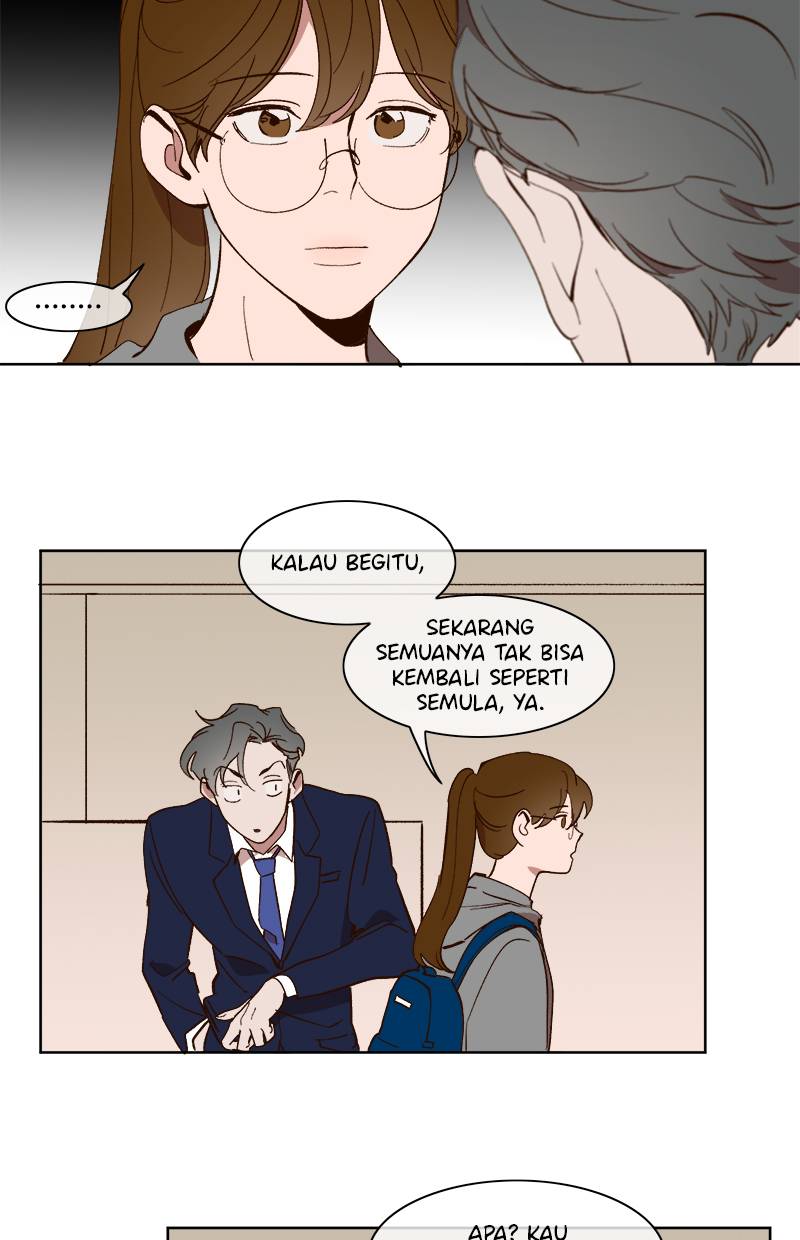 ........
KALAU BEGITU,
SEKARANG
SEMUANYA TAK BISA
KEMBALI SEPERTI
SEMULA, YA.
APA? KAU